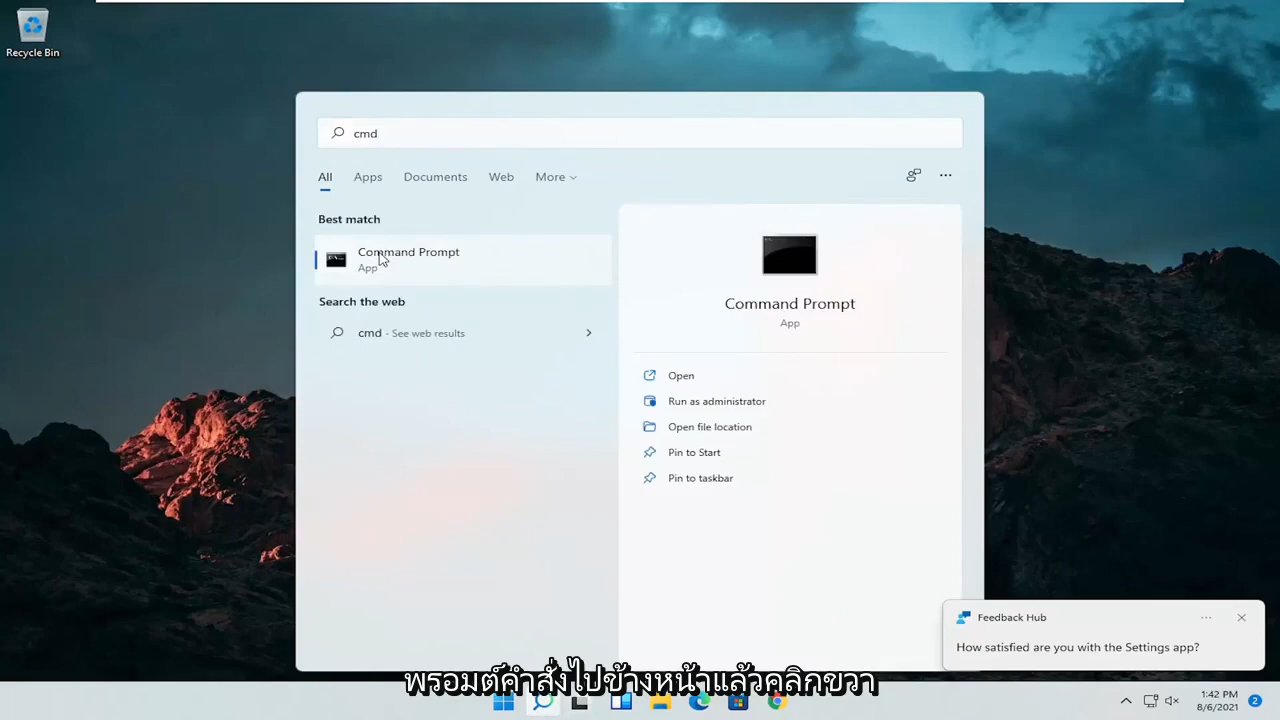 Recycle Bin
cmd
All Apps Documents Web More
Best match
Command Prompt
App
Search the web
cmd - See web results
Command Prompt
App
Open
Run as administrator
Open file location
Pin to Start
Pin to taskbar
Feedback Hub
How satisfied are you with the Settings app?
พรอมต์คำสั่งไปข้างหน้าแล้วคลิกขวา
1:42 PM
8/6/2021
2